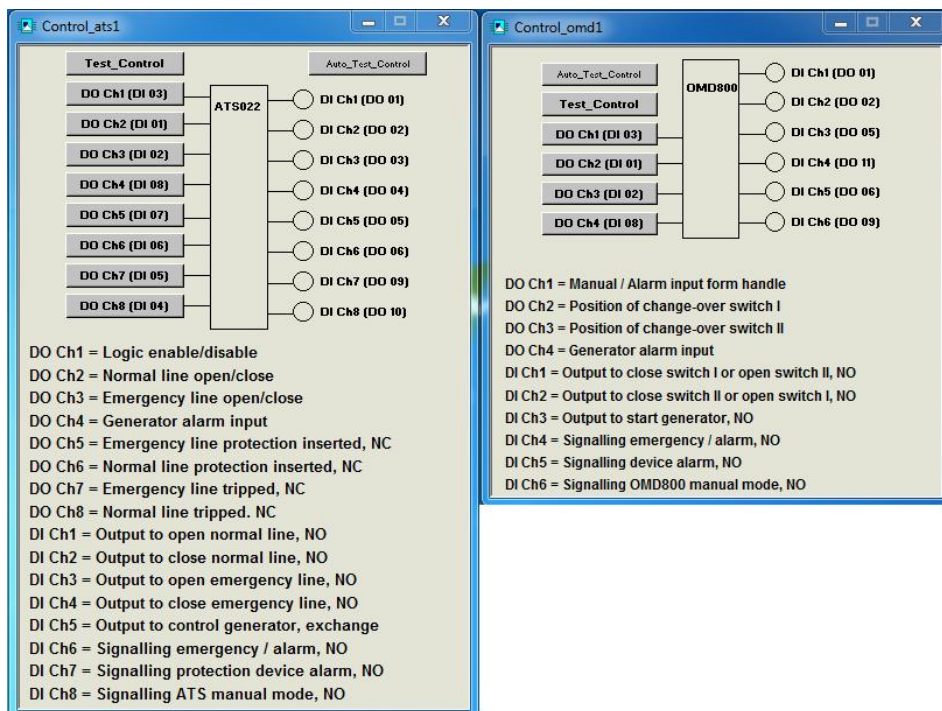 Control_ats1
Test_Control
Auto_Test_Control
DO Ch1 (DI 03)
DO Ch2 (DI 01)
DO Ch3 (DI 02)
DO Ch4 (DI 08)
DO Ch5 (DI 07)
DO Ch6 (DI 06)
DO Ch7 (DI 05)
DO Ch8 (DI 04)
ATS022
DI Ch1 (DO 01)
DI Ch2 (DO 02)
DI Ch3 (DO 03)
DI Ch4 (DO 04)
DI Ch5 (DO 05)
DI Ch6 (DO 06)
DI Ch7 (DO 09)
DI Ch8 (DO 10)
DO Ch1 = Logic enable/disable
DO Ch2 = Normal line open/close
DO Ch3 = Emergency line open/close
DO Ch4 = Generator alarm input
DO Ch5 = Emergency line protection inserted, NC
DO Ch6 = Normal line protection inserted, NC
DO Ch7 = Emergency line tripped, NC
DO Ch8 = Normal line tripped. NC
DI Ch1 = Output to open normal line, NO
DI Ch2 = Output to close normal line, NO
DI Ch3 = Output to open emergency line, NO
DI Ch4 = Output to close emergency line, NO
DI Ch5 = Output to control generator, exchange
DI Ch6 = Signalling emergency / alarm, NO
DI Ch7 = Signalling protection device alarm, NO
DI Ch8 = Signalling ATS manual mode, NO
Control_omd1
Auto_Test_Control
Test_Control
DO Ch1 (DI 03)
DO Ch2 (DI 01)
DO Ch3 (DI 02)
DO Ch4 (DI 08)
OMD800
DI Ch1 (DO 01)
DI Ch2 (DO 02)
DI Ch3 (DO 05)
DI Ch4 (DO 11)
DI Ch5 (DO 06)
DI Ch6 (DO 09)
DO Ch1 = Manual / Alarm input form handle
DO Ch2 = Position of change-over switch I
DO Ch3 = Position of change-over switch II
DO Ch4 = Generator alarm input
DI Ch1 = Output to close switch I or open switch II, NO
DI Ch2 = Output to close switch II or open switch I, NO
DI Ch3 = Output to start generator, NO
DI Ch4 = Signalling emergency / alarm, NO
DI Ch5 = Signalling device alarm, NO
DI Ch6 = Signalling OMD800 manual mode, NO